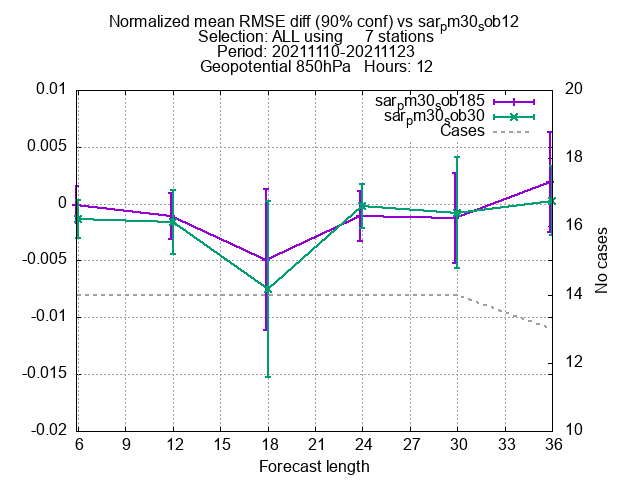 Normalized mean RMSE diff (90% conf) vs sarpm30sob12
Selection: ALL using 7 stations
Period: 20211110-20211123
Geopotential 850hPa Hours: 12
sarpm30sob185
sarpm30sob30
Cases
0.01
0.005
0
-0.005
-0.01
-0.015
-0.02
20
18
16
14
12
10
No cases
6 9 12 15 18 21 24 27 30 33 36
Forecast length